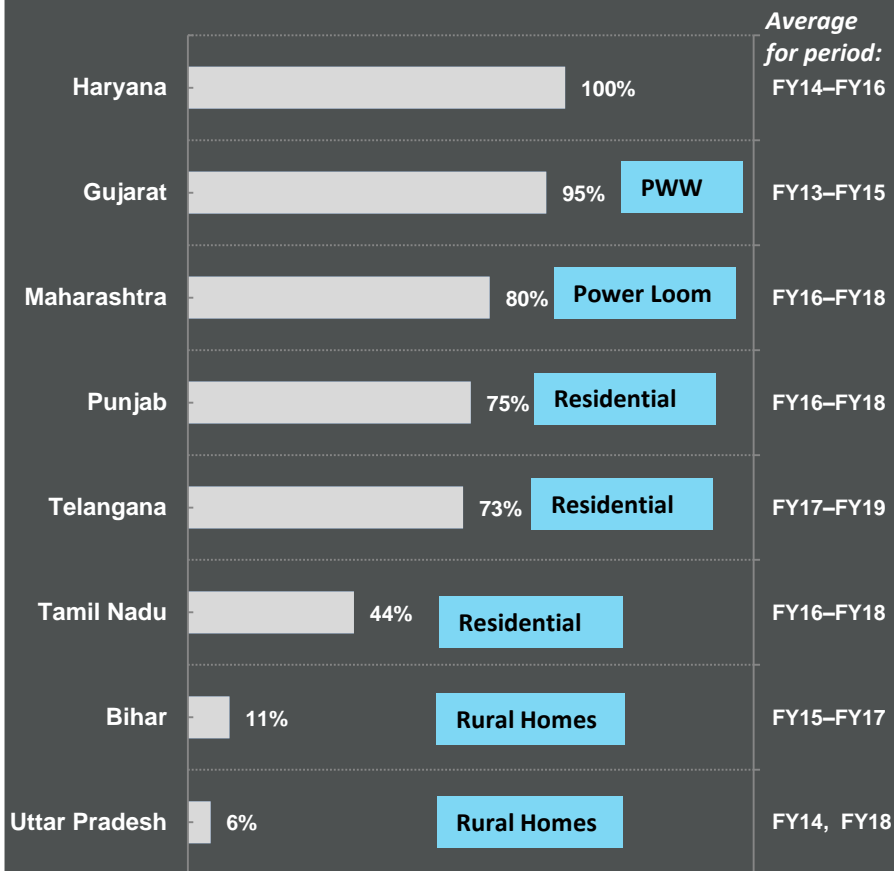 Average
for period:
Haryana 100% FY14–FY16
Gujarat 95% PWW FY13–FY15
Maharashtra 80% Power Loom FY16–FY18
Punjab 75% Residential FY16–FY18
Telangana 73% Residential FY17–FY19
Tamil Nadu 44% Residential FY16–FY18
Bihar 11% Rural Homes FY15–FY17
Uttar Pradesh 6% Rural Homes FY14, FY18